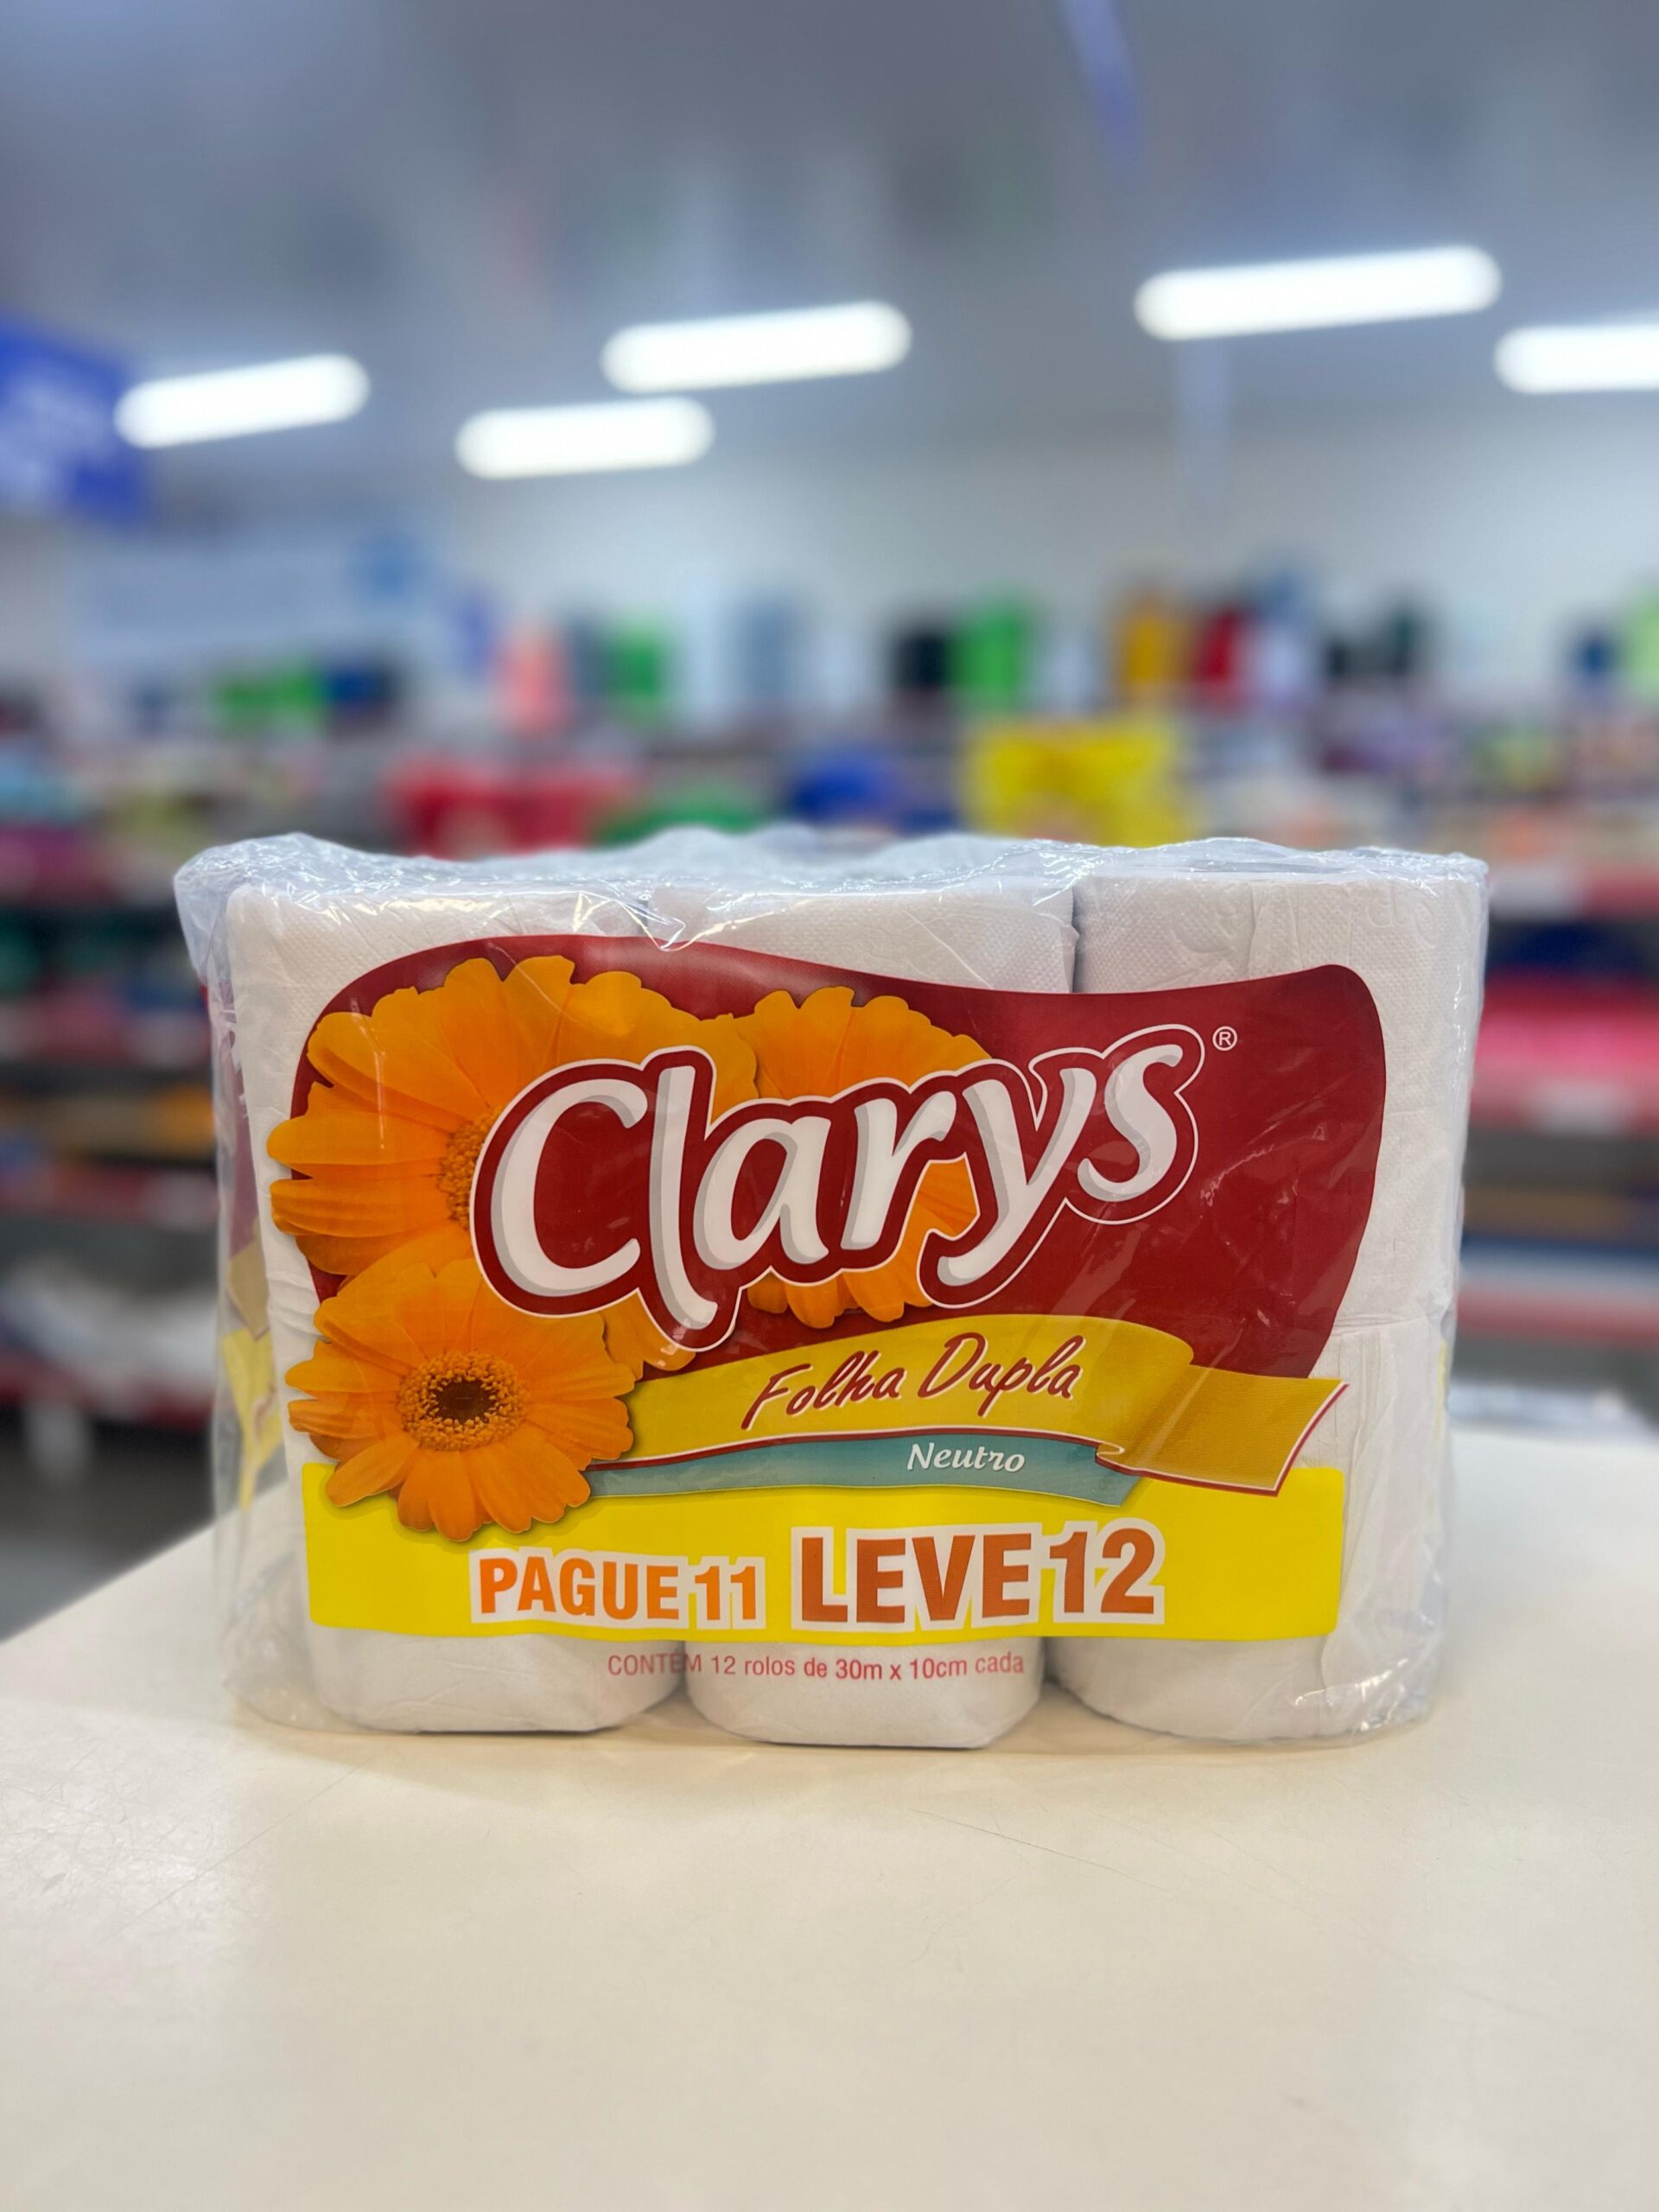 Clarys®
Folha Dupla
Neutro
PAGUE 11 LEVE 12
CONTÉM 12 rolos de 30m x 10cm cada